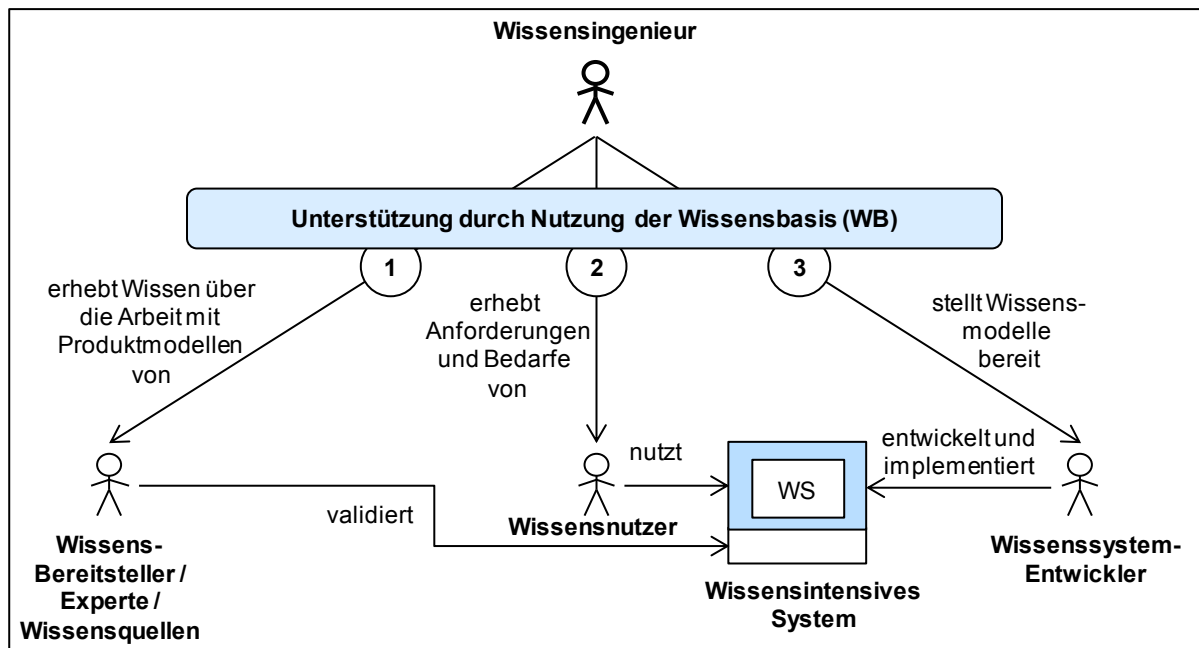 Wissensingenieur
Unterstützung durch Nutzung der Wissensbasis (WB)
1
2
3
erhebt Wissen über
die Arbeit mit
Produktmodellen
von
erhebt
Anforderungen
und Bedarfe
von
stellt Wissens-
modelle
bereit
nutzt
WS
entwickelt und
implementiert
validiert
Wissensnutzer
Wissens-
Bereitsteller /
Experte /
Wissensquellen
Wissensintensives
System
Wissenssystem-
Entwickler